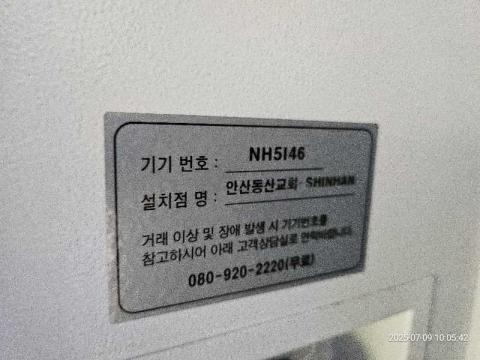 기기 번호 : NH5146
설치점 명 : 안산동산교회- SHINHAN
거래 이상 및 장애 발생 시 기기번호를
참고하시어 아래 고객상담실로 연락바랍니다.
080-920-2220(무료)
2025-07-09 10:05:42